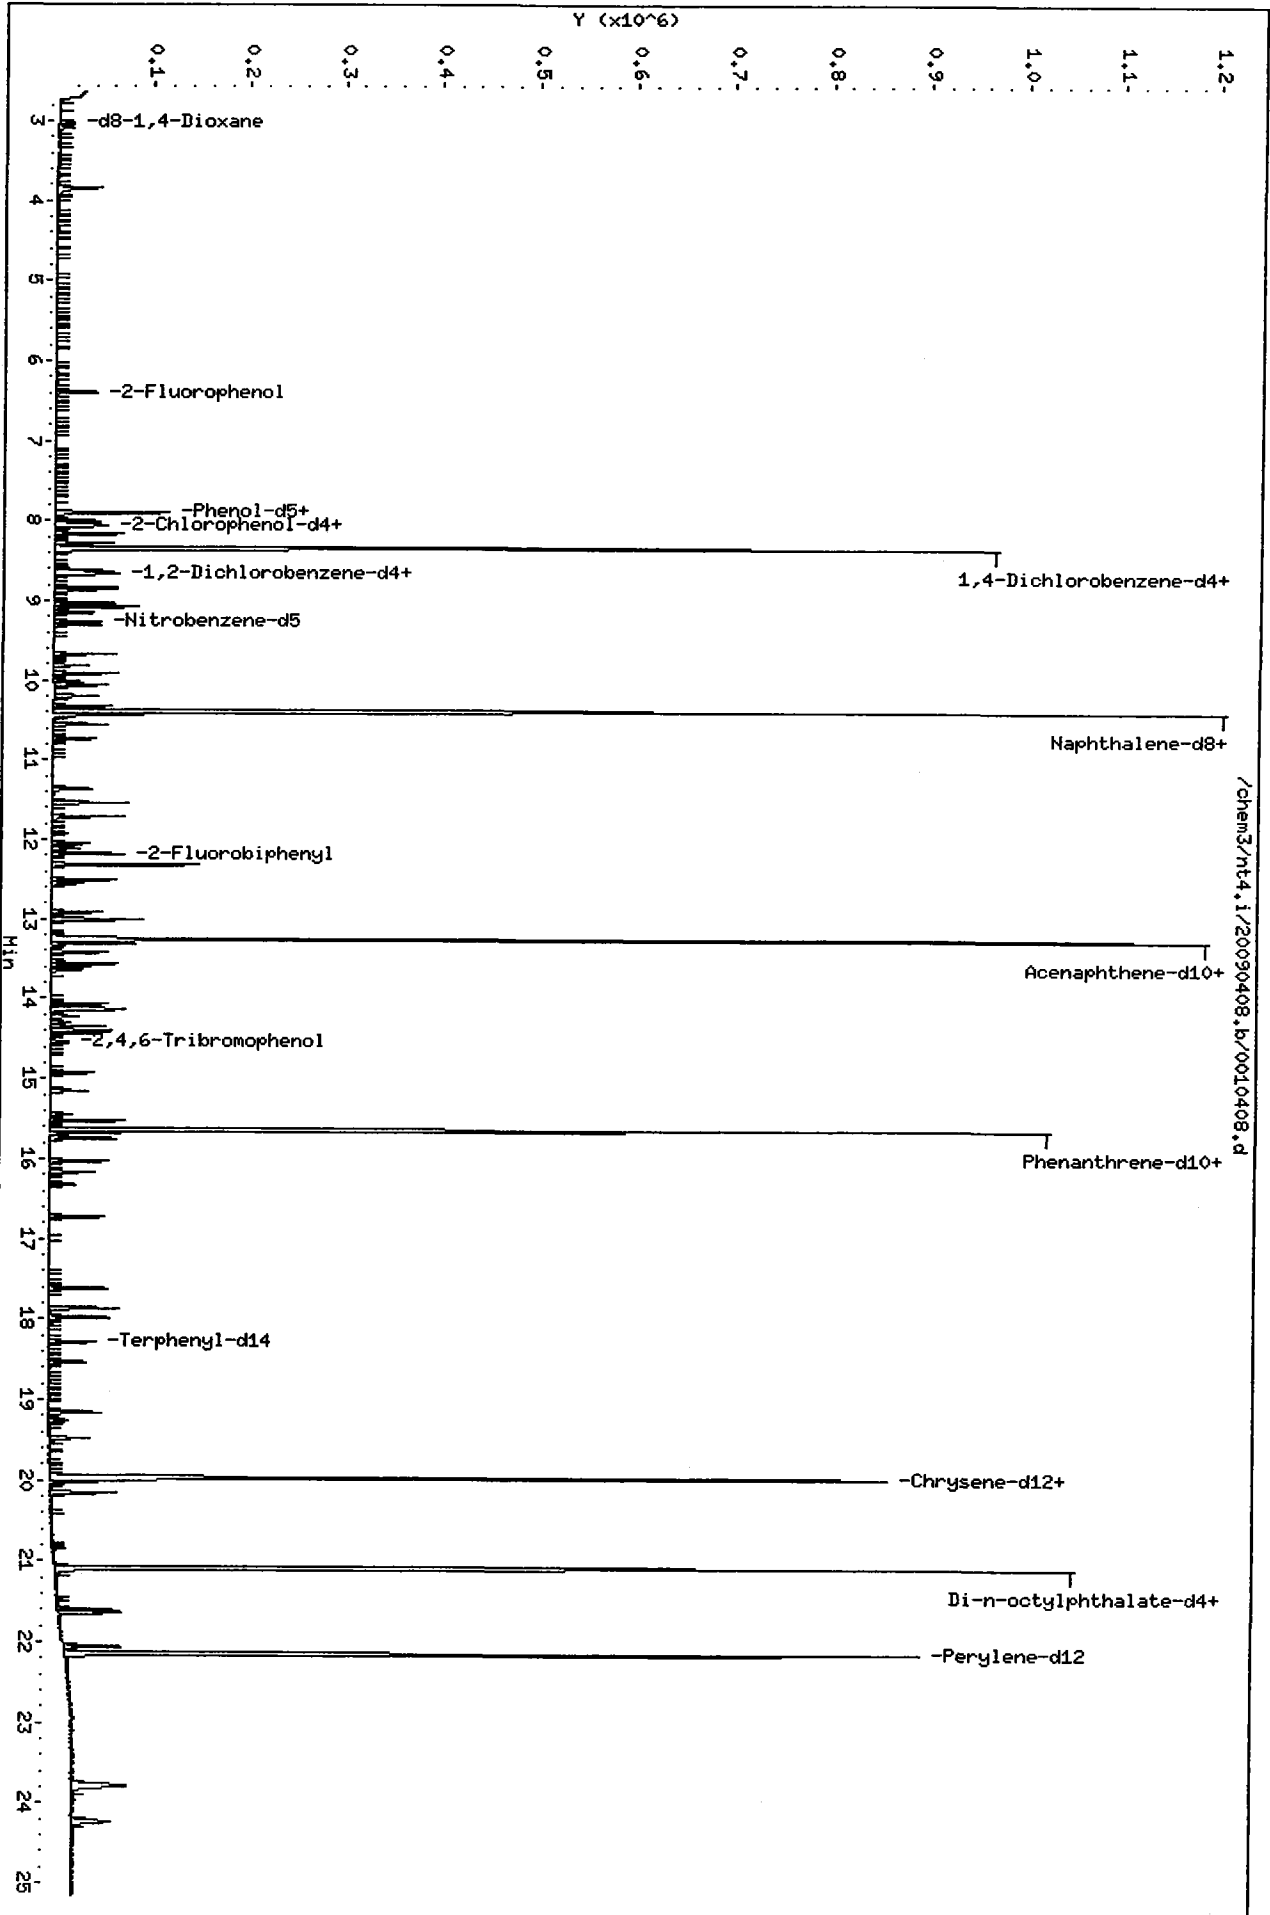 /chem3/nt4.i/20090408.b/0010408.d
Y (x10^6)
1.2-
1.1-
1.0-
0.9-
0.8-
0.7-
0.6-
0.5-
0.4-
0.3-
0.2-
0.1-
-d8-1,4-Dioxane
-2-Fluorophenol
-Phenol-d5+
-2-Chlorophenol-d4+
1,4-Dichlorobenzene-d4+
-1,2-Dichlorobenzene-d4+
-Nitrobenzene-d5
Naphthalene-d8+
-2-Fluorobiphenyl
Acenaphthene-d10+
-2,4,6-Tribromophenol
Phenanthrene-d10+
-Terphenyl-d14
-Chrysene-d12+
Di-n-octylphthalate-d4+
-Perylene-d12
3 4 5 6 7 8 9 10 11 12 13 14 15 16 17 18 19 20 21 22 23 24 25
Min